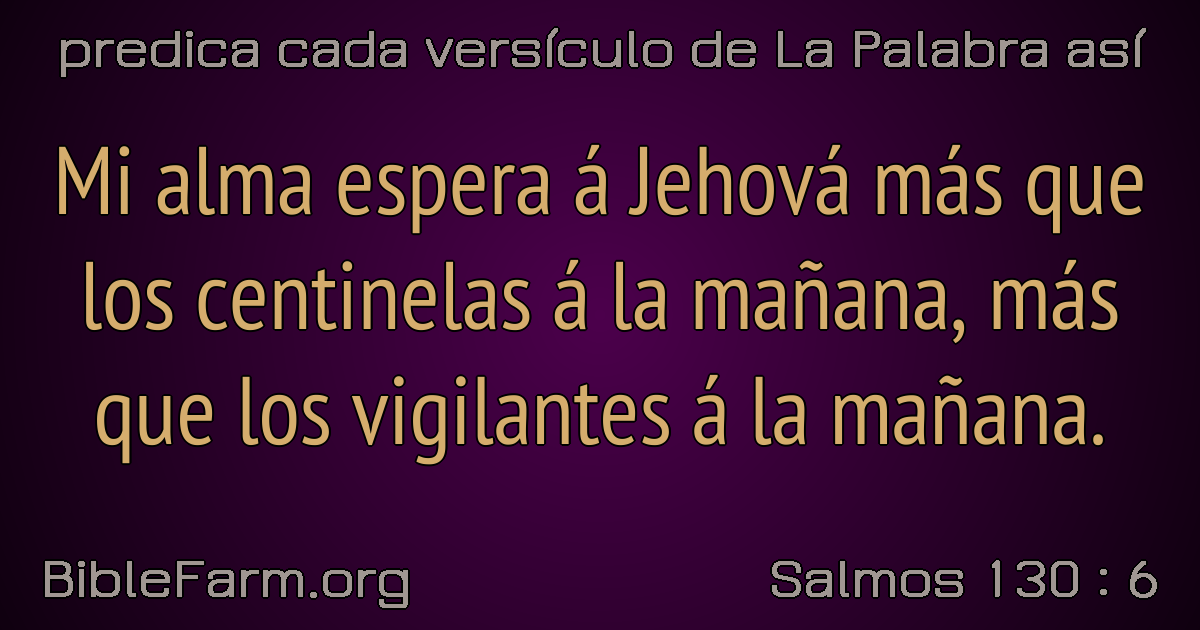 predica cada versículo de La Palabra así
Mi alma espera á Jehová más que
los centinelas á la mañana, más
que los vigilantes á la mañana.
BibleFarm.org
Salmos 130 : 6